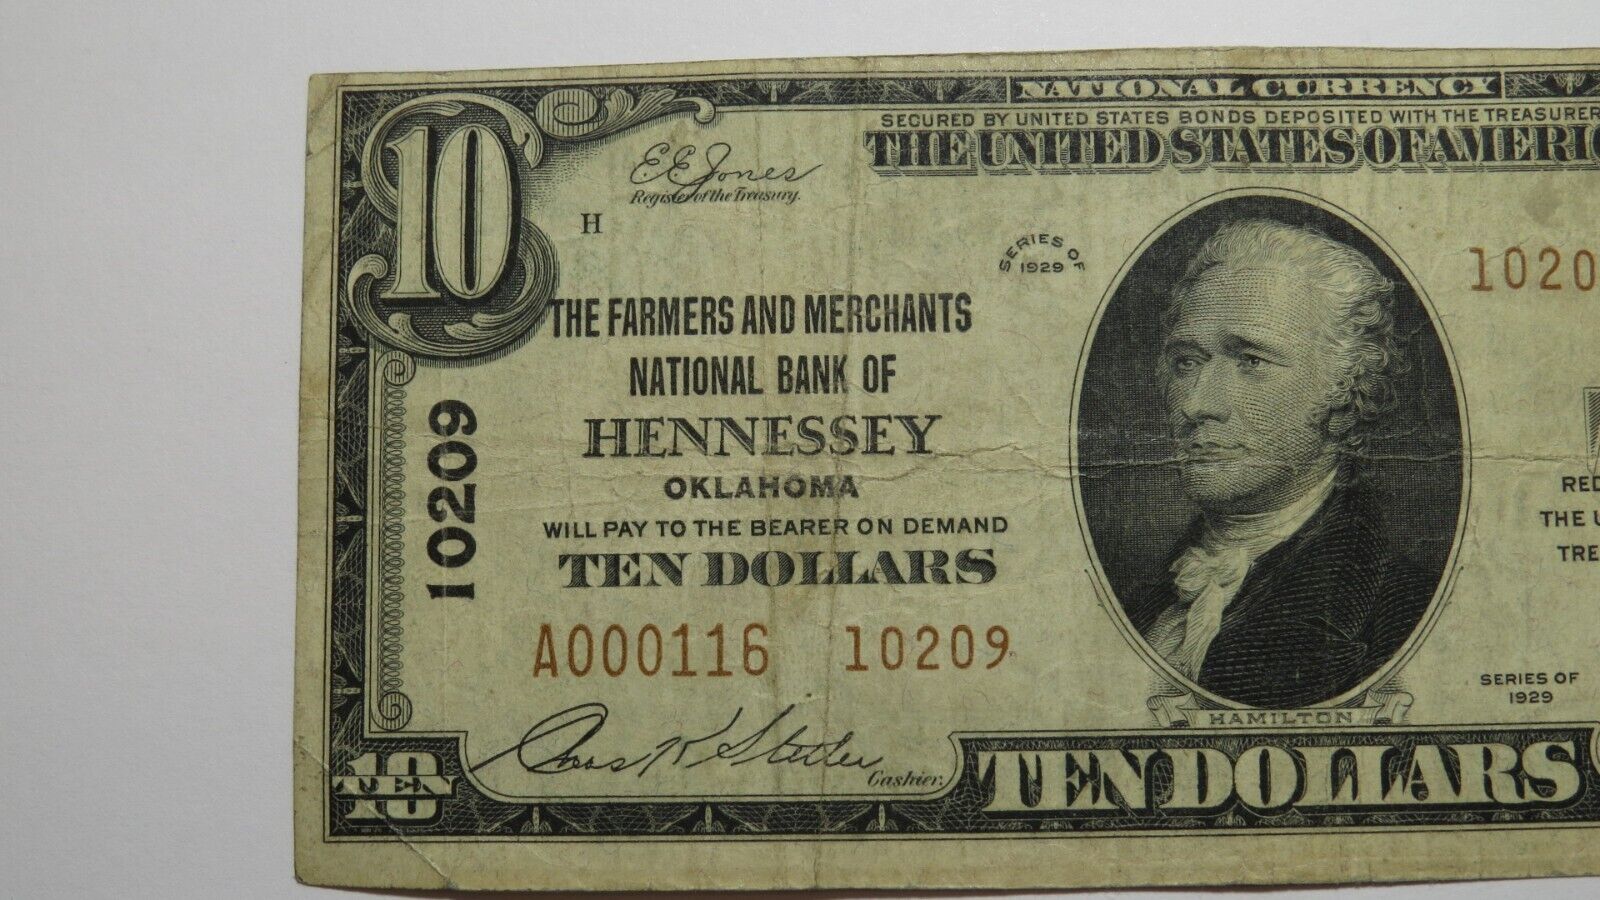 NATIONAL CURRENCY
SECURED BY UNITED STATES BONDS DEPOSITED WITH THE TREASURER
THE UNITED STATES OF AMERIC
10
E.E. Jones
Register of the Treasury.
H
SERIES OF
1929
1020
THE FARMERS AND MERCHANTS
NATIONAL BANK OF
HENNESSEY
OKLAHOMA
WILL PAY TO THE BEARER ON DEMAND
TEN DOLLARS
10209
A000116 10209
RED
THE U
TRE
SERIES OF
1929
HAMILTON
Cashier.
10
TEN
TEN DOLLARS